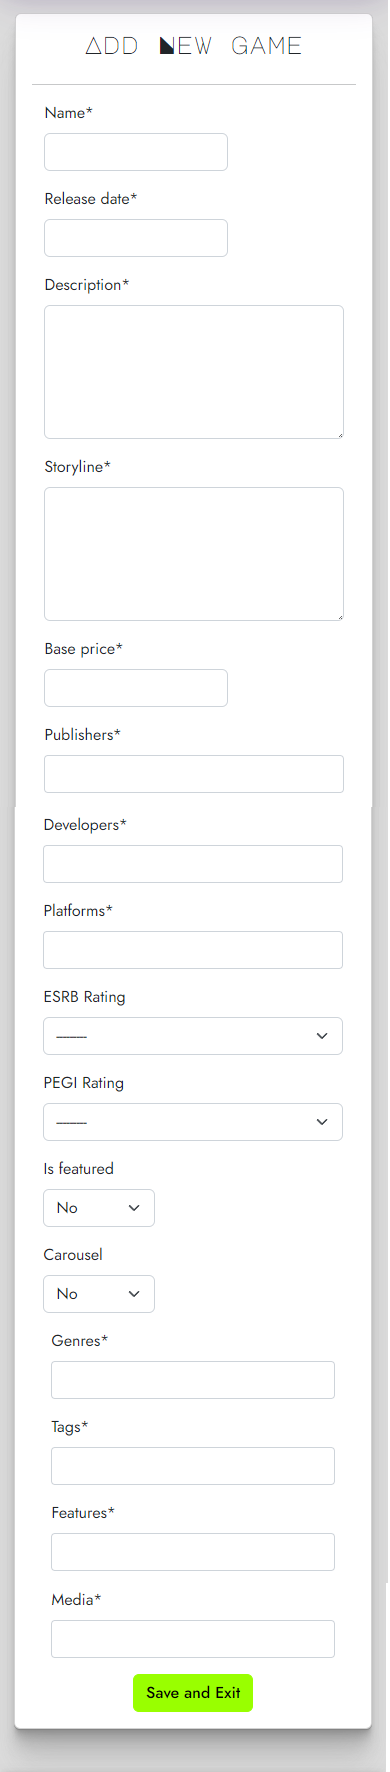 ADD NEW GAME
Name*
Release date*
Description*
Storyline*
Base price*
Publishers*
Developers*
Platforms*
ESRB Rating
---------
PEGI Rating
---------
Is featured
No
Carousel
No
Genres*
Tags*
Features*
Media*
Save and Exit